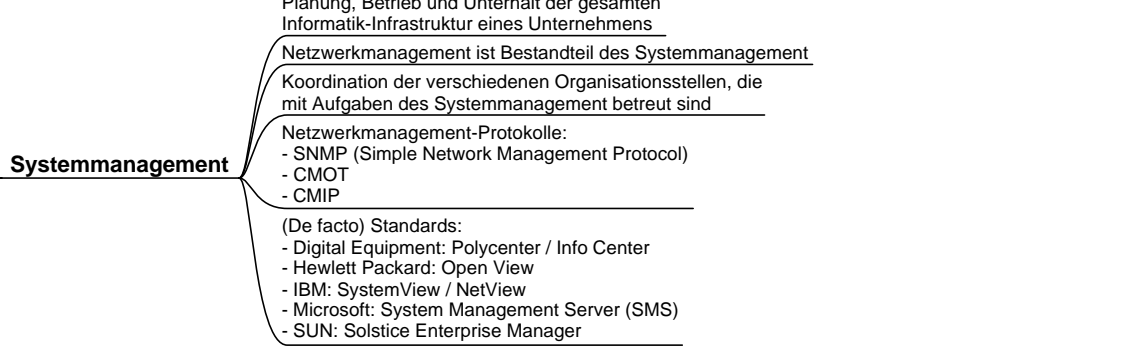 Planung, Betrieb und Unterhalt der gesamten
Informatik-Infrastruktur eines Unternehmens
Netzwerkmanagement ist Bestandteil des Systemmanagement
Koordination der verschiedenen Organisationsstellen, die
mit Aufgaben des Systemmanagement betreut sind
Systemmanagement
Netzwerkmanagement-Protokolle:
- SNMP (Simple Network Management Protocol)
- CMOT
- CMIP
(De facto) Standards:
- Digital Equipment: Polycenter / Info Center
- Hewlett Packard: Open View
- IBM: SystemView / NetView
- Microsoft: System Management Server (SMS)
- SUN: Solstice Enterprise Manager